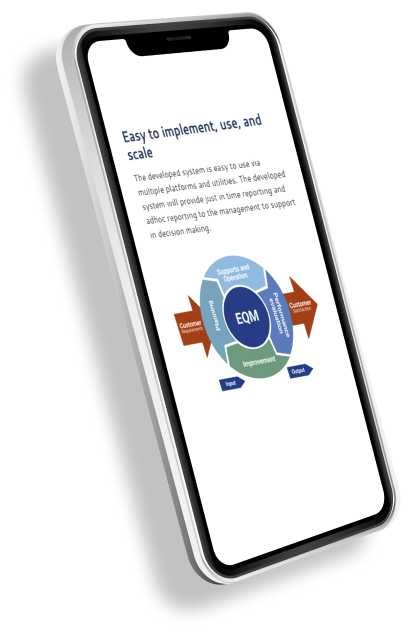 Easy to implement, use, and
scale
The developed system is easy to use via
multiple platforms and utilities. The developed
system will provide just in time reporting and
adhoc reporting to the management to support
in decision making.
Supports and
Operation
Planning
EQM
Performance
evaluation
Customer
Requirements
Customer
Satisfaction
Improvement
Input
Output